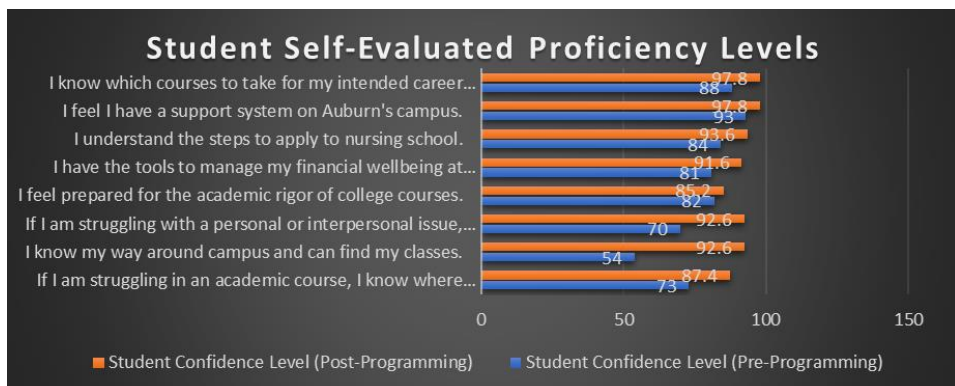 Student Self-Evaluated Proficiency Levels
I know which courses to take for my intended career...
97.8
88
I feel I have a support system on Auburn's campus.
97.8
93
I understand the steps to apply to nursing school.
93.6
84
I have the tools to manage my financial wellbeing at...
91.6
81
I feel prepared for the academic rigor of college courses.
85.2
82
If I am struggling with a personal or interpersonal issue,...
92.6
70
I know my way around campus and can find my classes.
92.6
54
If I am struggling in an academic course, I know where...
87.4
73
0 50 100 150
Student Confidence Level (Post-Programming) Student Confidence Level (Pre-Programming)